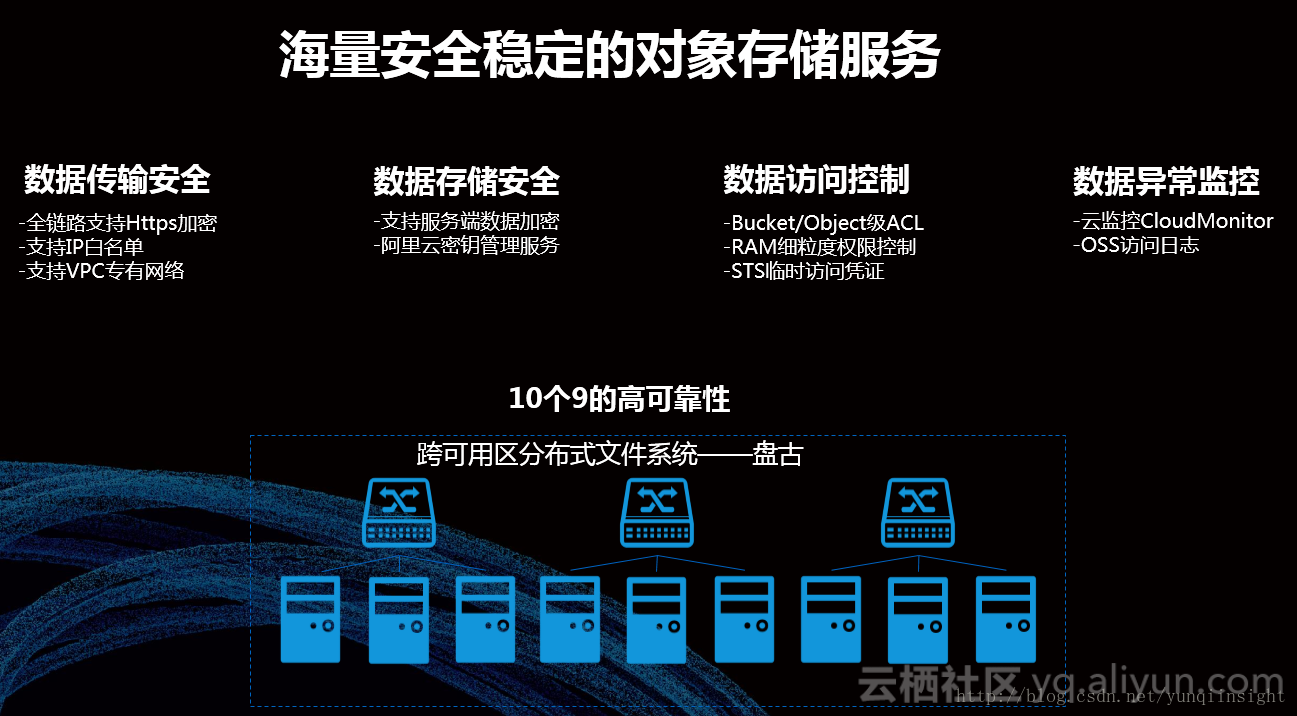 海量安全稳定的对象存储服务
数据传输安全
-全链路支持Https加密
-支持IP白名单
-支持VPC专有网络
数据存储安全
-支持服务端数据加密
-阿里云密钥管理服务
数据访问控制
-Bucket/Object级ACL
-RAM细粒度权限控制
-STS临时访问凭证
数据异常监控
-云监控CloudMonitor
-OSS访问日志
10个9的高可靠性
跨可用区分布式文件系统——盘古
云栖社区 yq.aliyun.com
http://blog.csdn.net/yunqiinsight